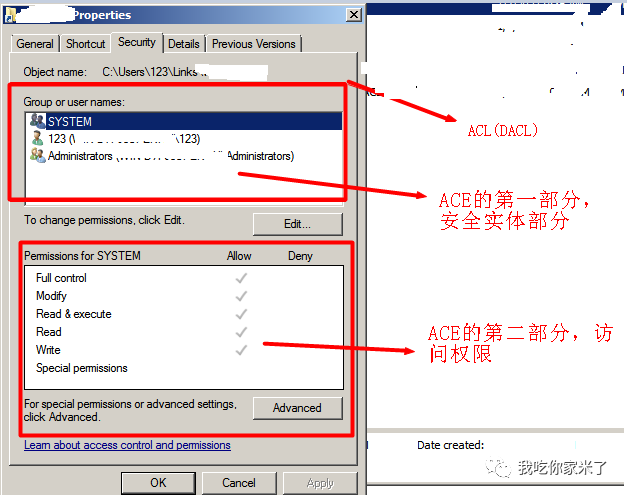 Properties
General Shortcut Security Details Previous Versions
Object name: C:\Users\123\Links\
Group or user names:
SYSTEM
123 ( \123)
Administrators ( Administrators)
To change permissions, click Edit.
Edit...
Permissions for SYSTEM Allow Deny
Full control
Modify
Read & execute
Read
Write
Special permissions
For special permissions or advanced settings,
click Advanced.
Advanced
Learn about access control and permissions
OK Cancel Apply
ACL(DACL)
ACE的第一部分，
安全实体部分
ACE的第二部分，访
问权限
Date created:
我吃你家米了